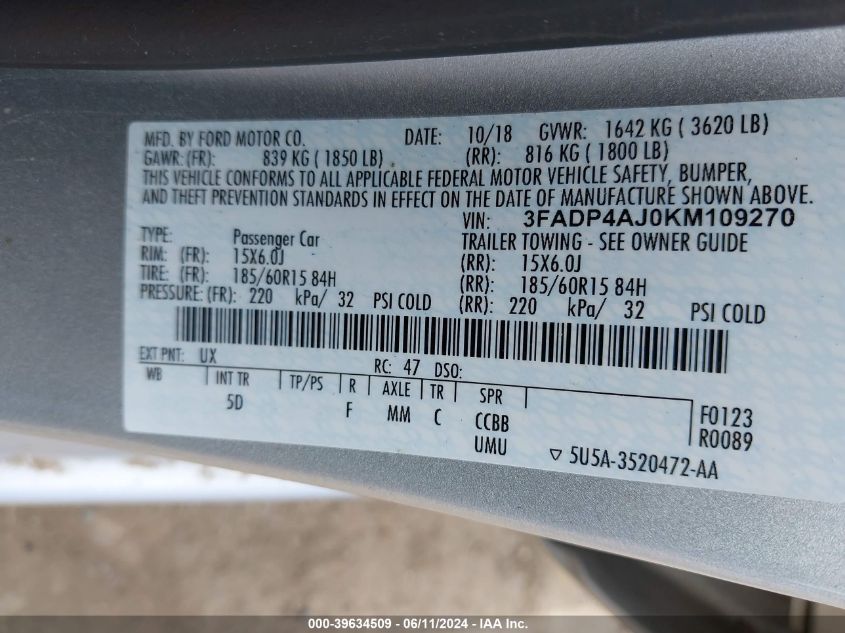 MFD. BY FORD MOTOR CO. DATE: 10/18 GVWR: 1642 KG ( 3620 LB)
GAWR: (FR): 839 KG ( 1850 LB) (RR): 816 KG ( 1800 LB)
THIS VEHICLE CONFORMS TO ALL APPLICABLE FEDERAL MOTOR VEHICLE SAFETY, BUMPER,
AND THEFT PREVENTION STANDARDS IN EFFECT ON THE DATE OF MANUFACTURE SHOWN ABOVE.
VIN: 3FADP4AJ0KM109270
TYPE: Passenger Car TRAILER TOWING - SEE OWNER GUIDE
RIM: (FR): 15X6.0J (RR): 15X6.0J
TIRE: (FR): 185/60R15 84H (RR): 185/60R15 84H
PRESSURE: (FR): 220 kPa/ 32 PSI COLD (RR): 220 kPa/ 32 PSI COLD
EXT PNT: UX RC: 47 DSO:
WB INT TR TP/PS R AXLE TR SPR
5D F MM C CCBB F0123
UMU R0089
▽ 5U5A-3520472-AA
000-39634509 - 06/11/2024 - IAA Inc.